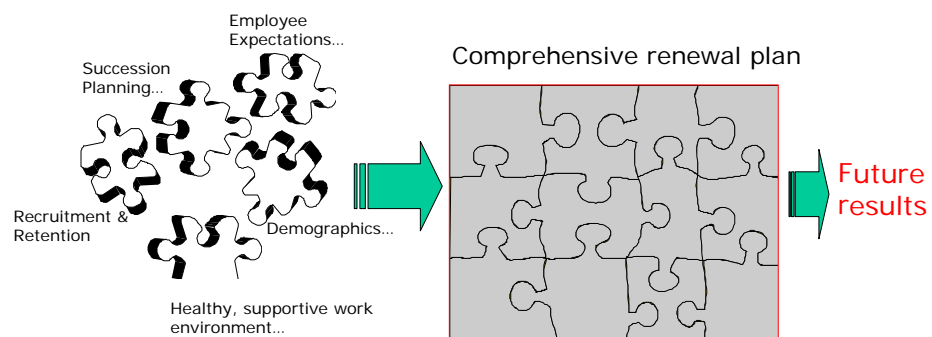 Employee
Expectations...
Comprehensive renewal plan
Succession
Planning...
Future
results
Recruitment &
Retention
Demographics...
Healthy, supportive work
environment...